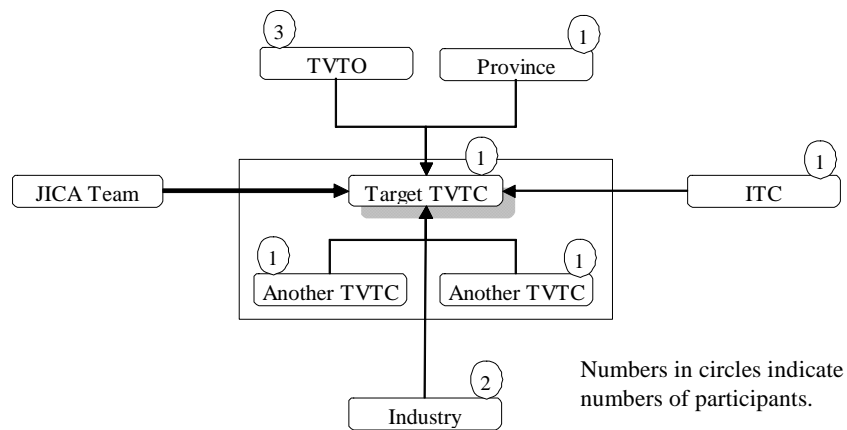 3
1
TVTO
Province
1
1
JICA Team
Target TVTC
ITC
1
1
Another TVTC
Another TVTC
2
Industry
Numbers in circles indicate
numbers of participants.